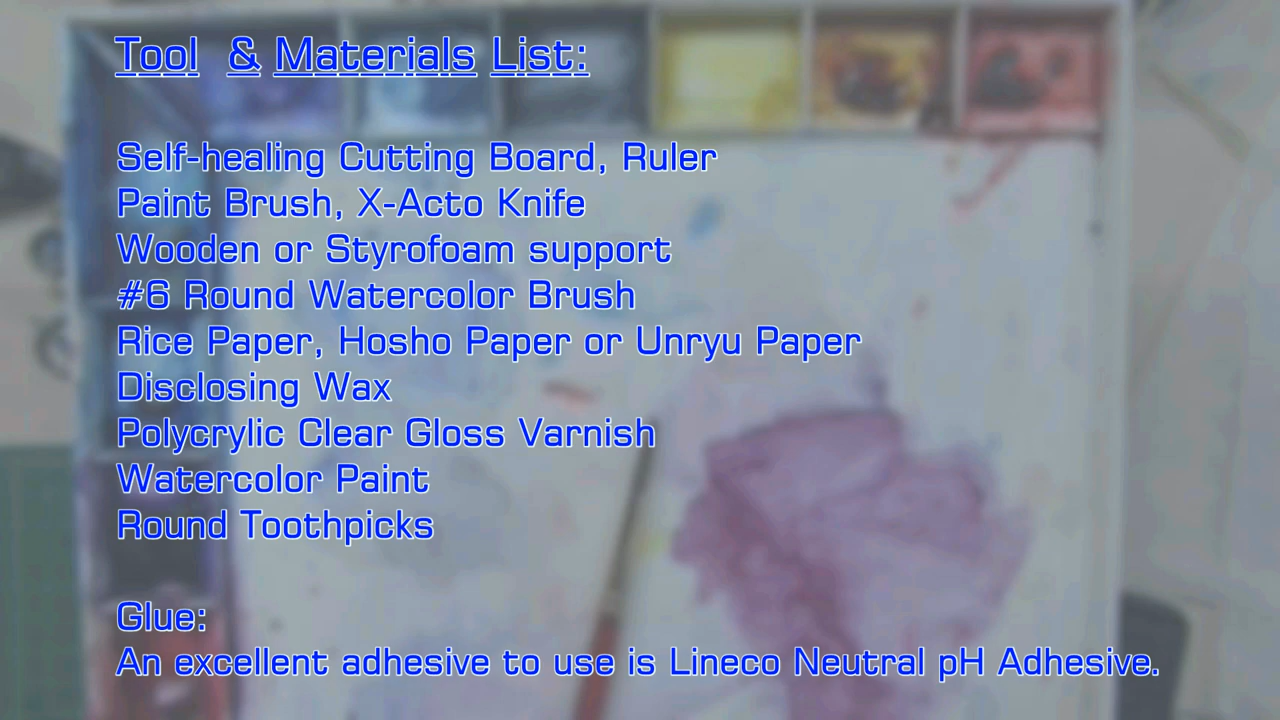 Tool & Materials List:
Self-healing Cutting Board, Ruler
Paint Brush, X-Acto Knife
Wooden or Styrofoam support
#6 Round Watercolor Brush
Rice Paper, Hosho Paper or Unryu Paper
Disclosing Wax
Polycrylic Clear Gloss Varnish
Watercolor Paint
Round Toothpicks
Glue:
An excellent adhesive to use is Lineco Neutral pH Adhesive.